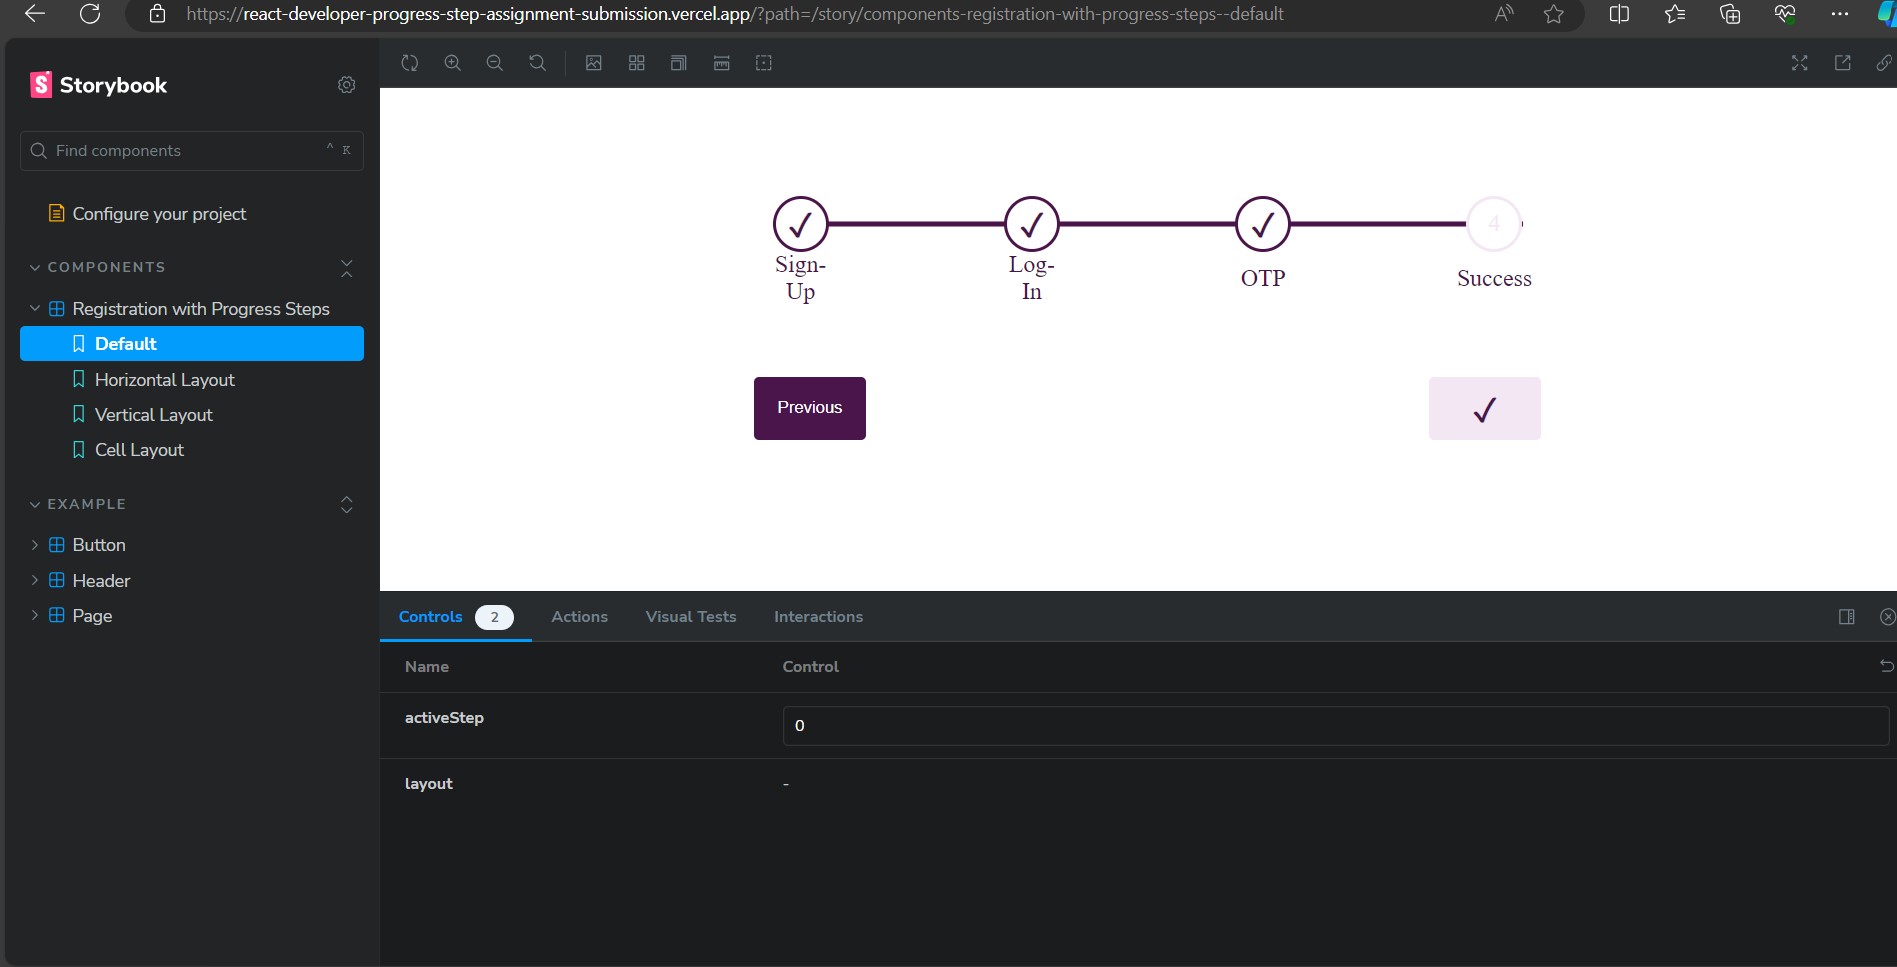 https://react-developer-progress-step-assignment-submission.vercel.app/?path=/story/components-registration-with-progress-steps--default
Storybook
Find components
^ K
Configure your project
COMPONENTS
Registration with Progress Steps
Default
Horizontal Layout
Vertical Layout
Cell Layout
EXAMPLE
Button
Header
Page
4
Sign-
Up
Log-
In
OTP
Success
Previous
Controls 2 Actions Visual Tests Interactions
Name Control
activeStep 0
layout -